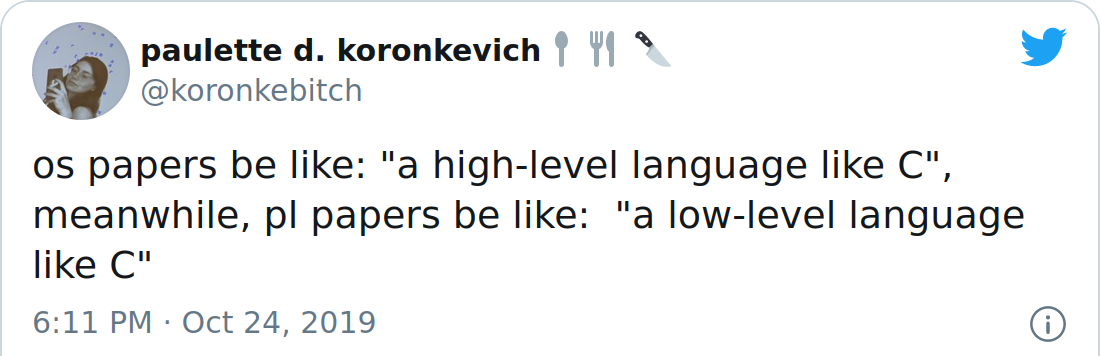 paulette d. koronkevich 🥄 🍴 🔪
@koronkebitch
os papers be like: "a high-level language like C",
meanwhile, pl papers be like:  "a low-level language
like C"
6:11 PM · Oct 24, 2019